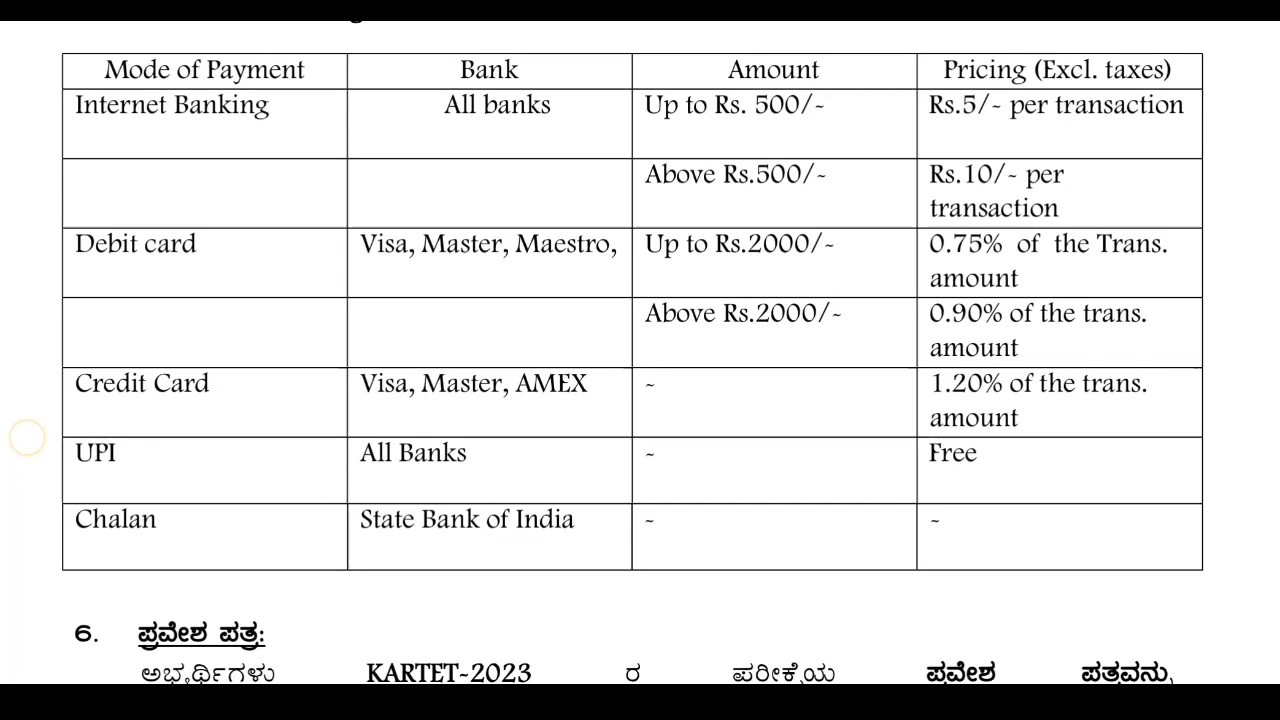 Mode of Payment Bank Amount Pricing (Excl. taxes)
Internet Banking All banks Up to Rs. 500/- Rs.5/- per transaction
Above Rs.500/- Rs.10/- per
transaction
Debit card Visa, Master, Maestro, Up to Rs.2000/- 0.75% of the Trans.
amount
Above Rs.2000/- 0.90% of the trans.
amount
Credit Card Visa, Master, AMEX - 1.20% of the trans.
amount
UPI All Banks - Free
Chalan State Bank of India - -
6. ಪ್ರವೇಶ ಪತ್ರ:
ಅಭ್ಯರ್ಥಿಗಳು KARTET-2023 ರ ಪರೀಕ್ಷೆಯ ಪ್ರವೇಶ ಪತ್ರವನ್ನು